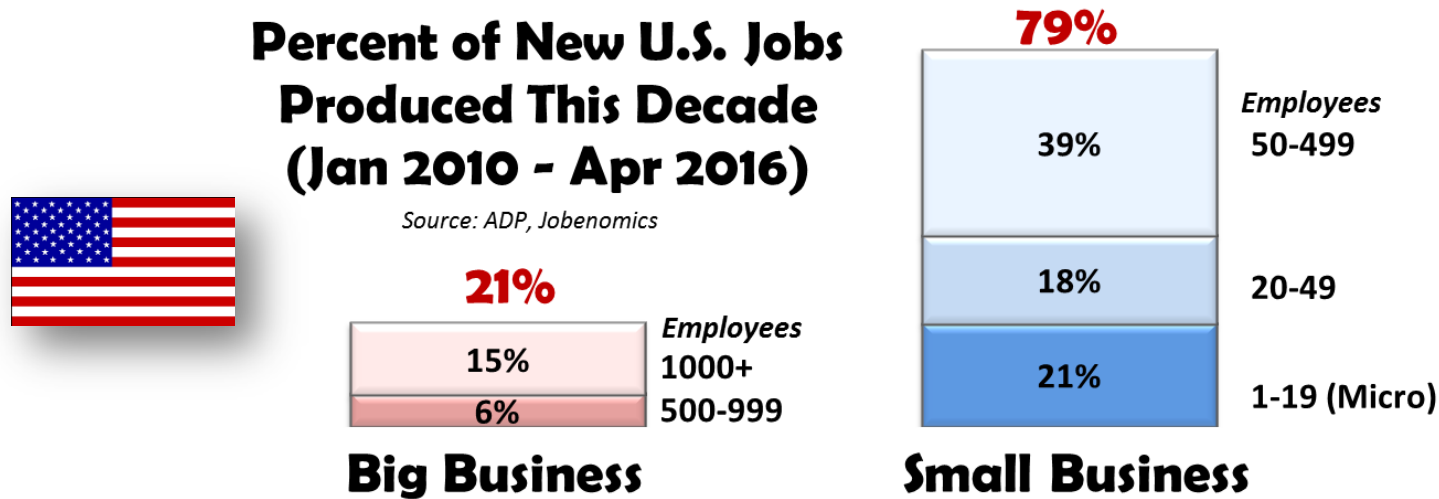 Percent of New U.S. Jobs
Produced This Decade
(Jan 2010 - Apr 2016)
Source: ADP, Jobenomics
21%
Employees
15%
1000+
6%
500-999
Big Business
79%
Employees
39%
50-499
18%
20-49
21%
1-19 (Micro)
Small Business